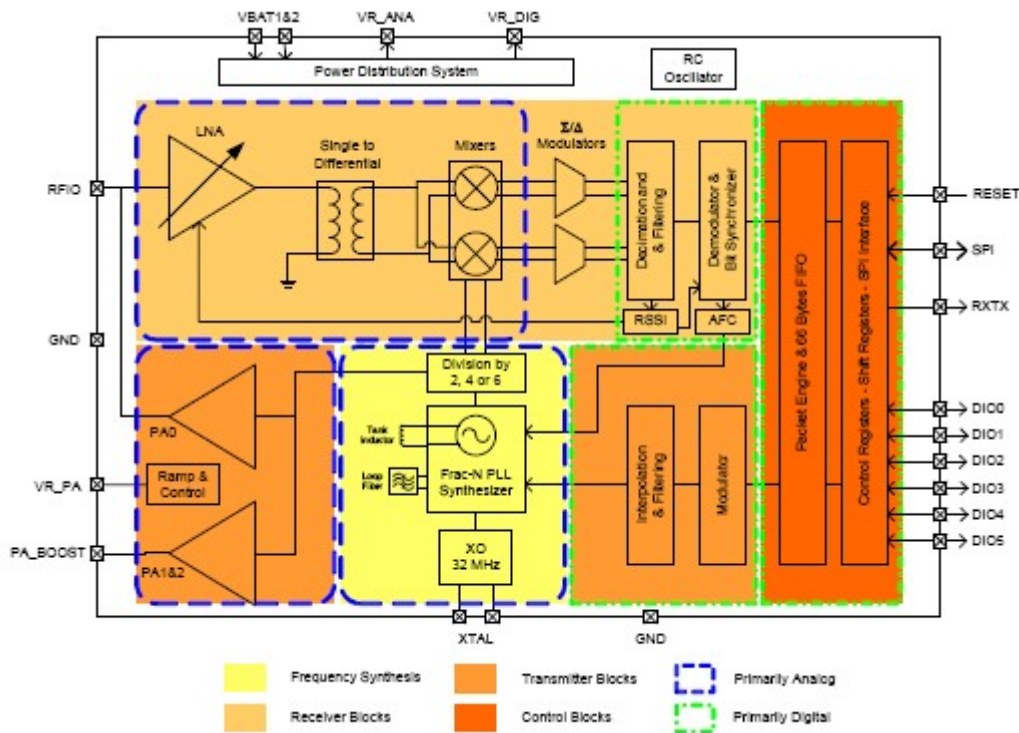 VBAT1&2
VR_ANA
VR_DIG
Power Distribution System
RC
Oscillator
LNA
Single to
Differential
Mixers
Σ/Δ
Modulators
Decimation and
& Filtering
Demodulator &
Bit Synchronizer
RSSI
AFC
Packet Engine & 66 Bytes FIFO
Control Registers - Shift Registers - SPI Interface
RFIO
RESET
SPI
RXTX
GND
Division by
2, 4 or 6
PA0
Ramp &
Control
VR_PA
PA_BOOST
PA1&2
Tank
Inductor
Loop
Filter
Frac-N PLL
Synthesizer
XO
32 MHz
Interpolation
& Filtering
Modulator
DIO0
DIO1
DIO2
DIO3
DIO4
DIO5
XTAL
GND
Frequency Synthesis
Transmitter Blocks
Primarily Analog
Receiver Blocks
Control Blocks
Primarily Digital